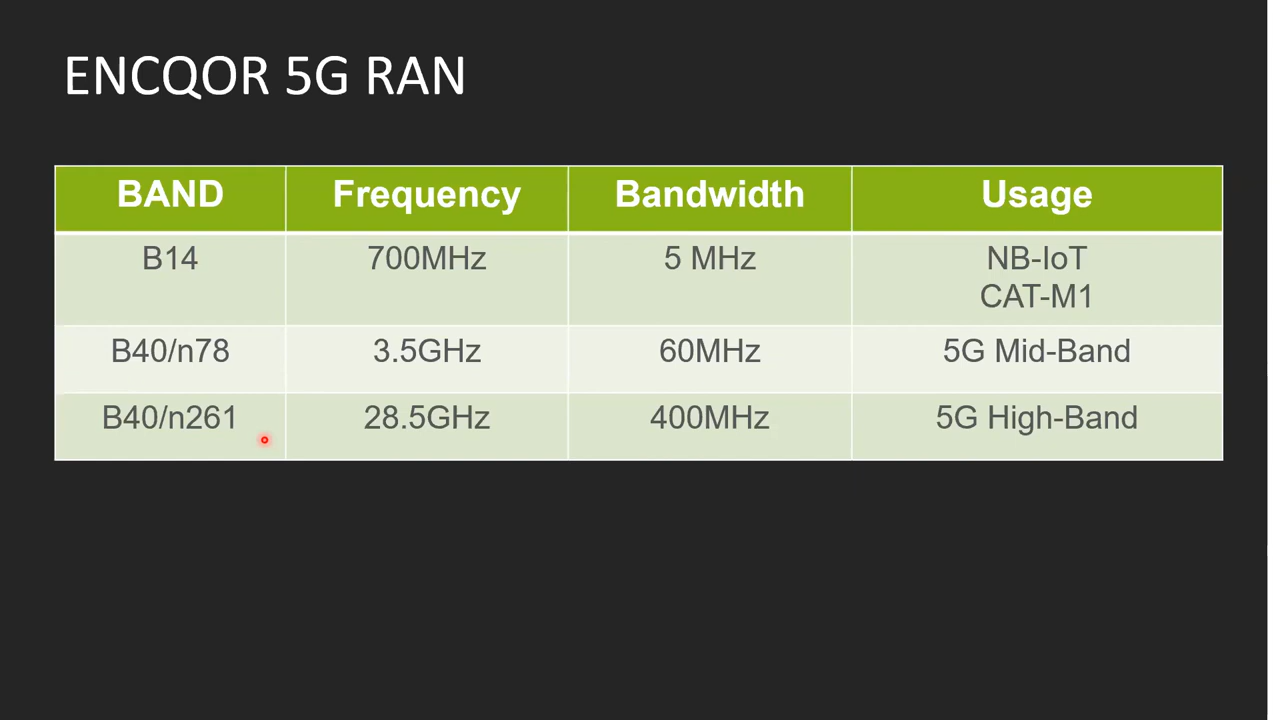 ENCQOR 5G RAN
BAND Frequency Bandwidth Usage
B14 700MHz 5 MHz NB-IoT
CAT-M1
B40/n78 3.5GHz 60MHz 5G Mid-Band
B40/n261 28.5GHz 400MHz 5G High-Band